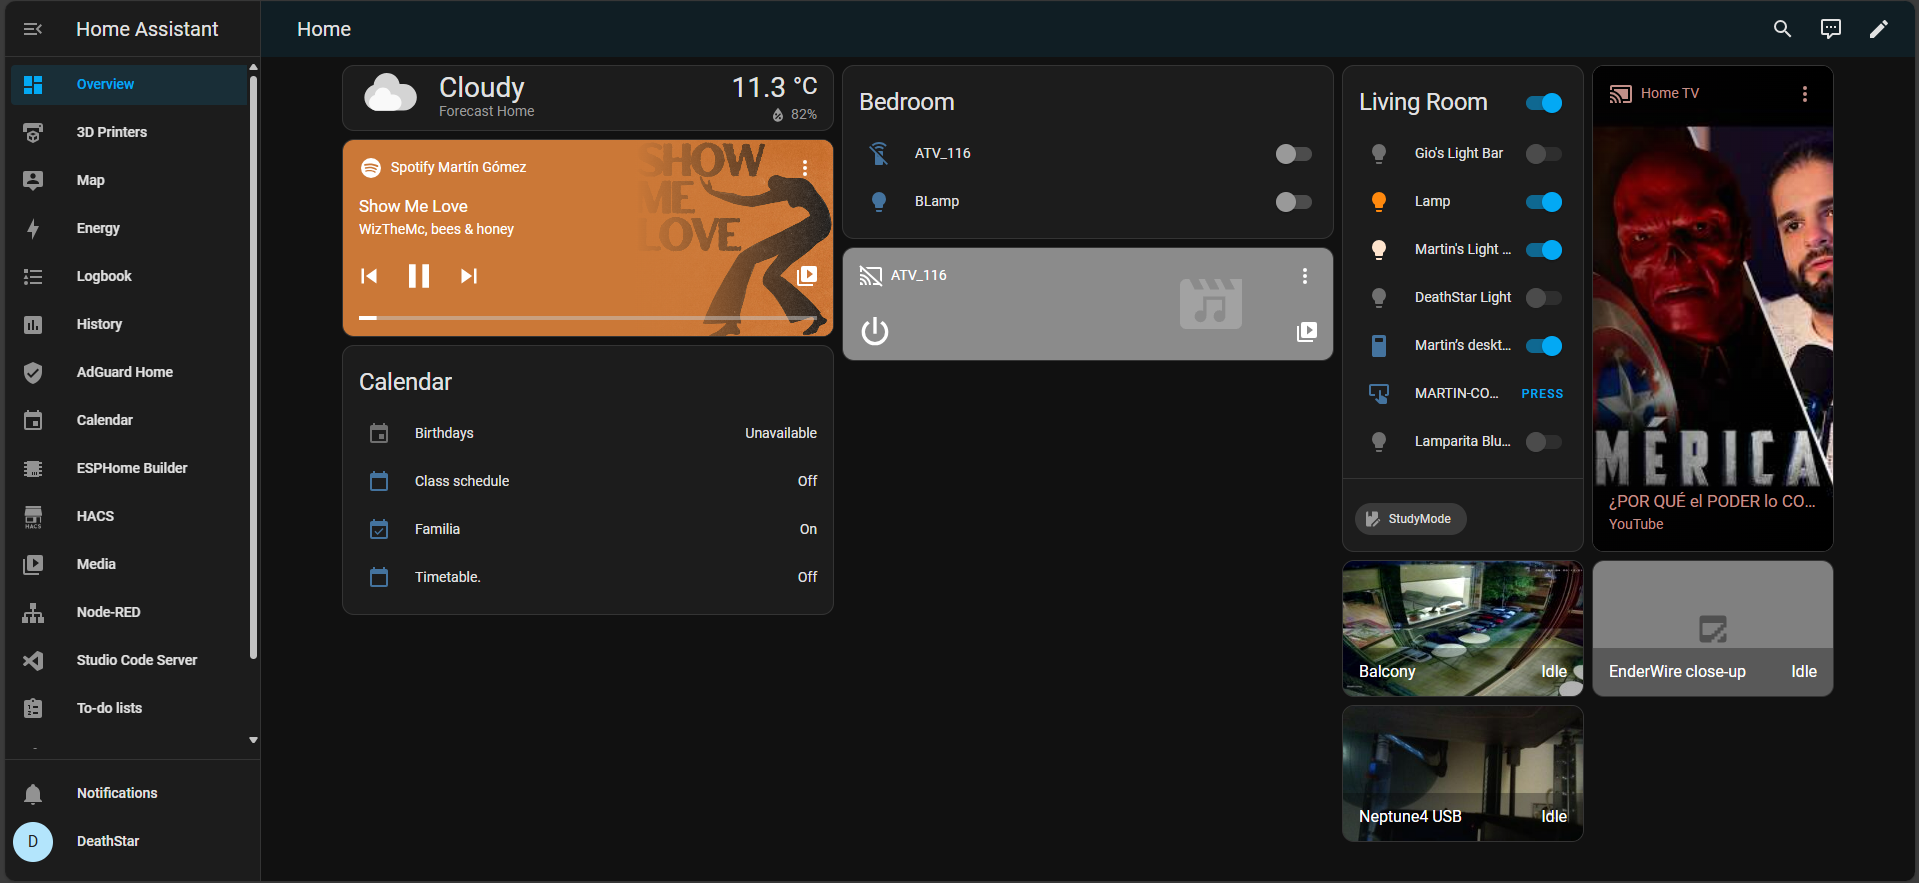 Home Assistant
Overview
3D Printers
Map
Energy
Logbook
History
AdGuard Home
Calendar
ESPHome Builder
HACS
HACS
Media
Node-RED
Studio Code Server
To-do lists
Notifications
D
DeathStar
Home
Cloudy
Forecast Home
11.3 °C
82%
Spotify Martín Gómez
Show Me Love
WizTheMc, bees & honey
SHOW
ME
LOVE
Calendar
Birthdays Unavailable
Class schedule Off
Familia On
Timetable. Off
Bedroom
ATV_116
BLamp
ATV_116
Living Room
Gio's Light Bar
Lamp
Martin's Light ...
DeathStar Light
Martin's deskt...
MARTIN-CO... PRESS
Lamparita Blu...
StudyMode
Home TV
MÉRICA
¿POR QUÉ el PODER lo CO...
YouTube
Balcony Idle
EnderWire close-up Idle
Neptune4 USB Idle